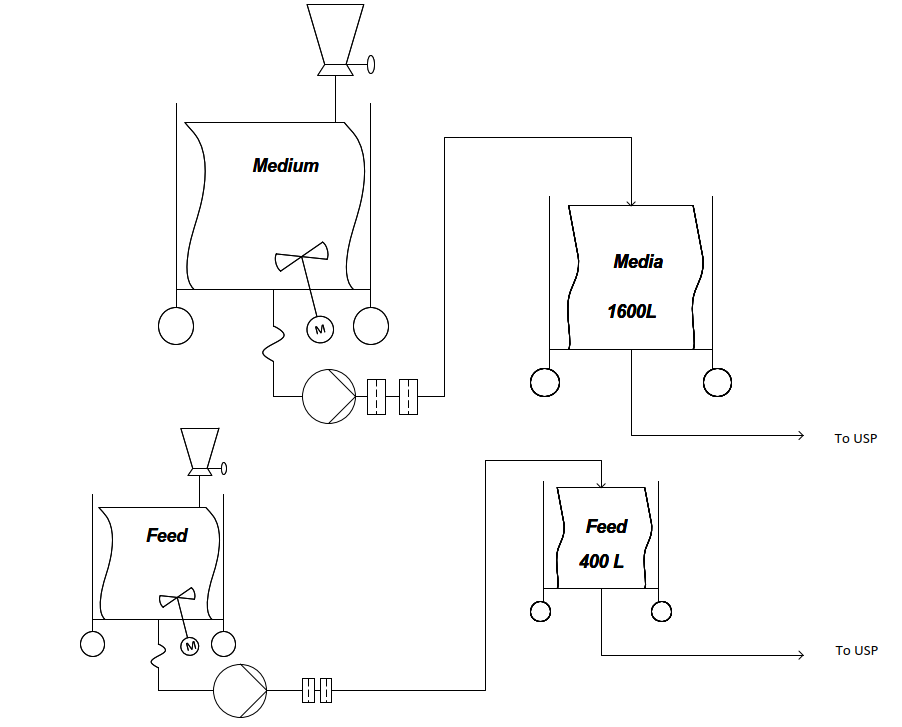 Medium
M
Media
1600L
To USP
Feed
M
Feed
400 L
To USP